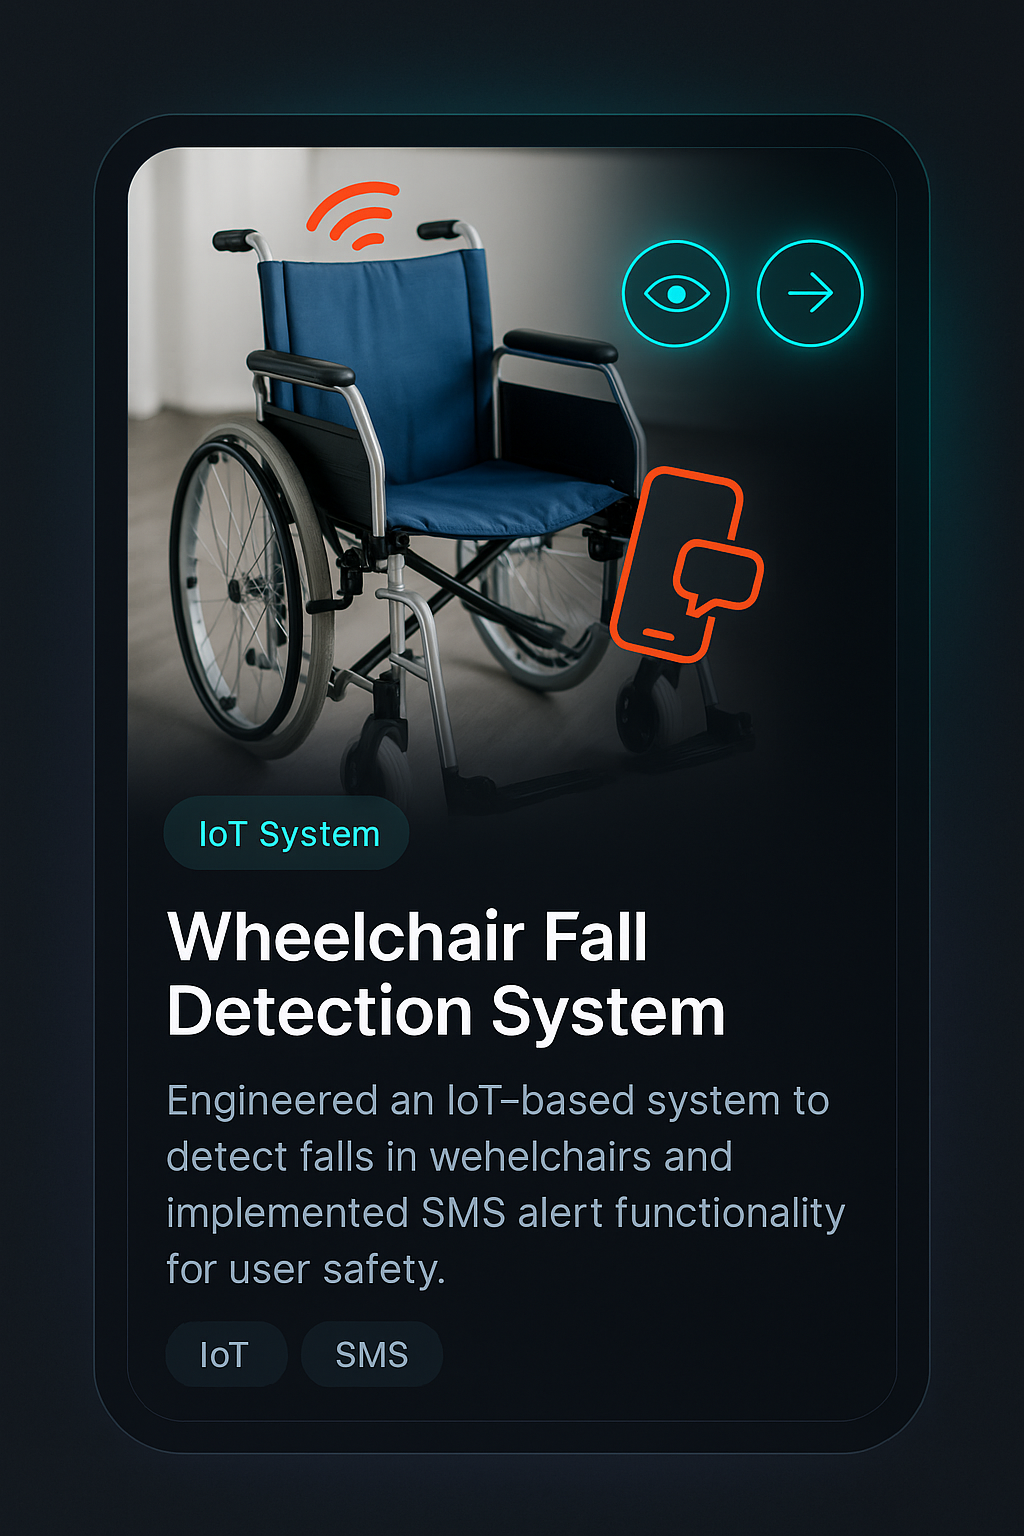 IoT System
Wheelchair Fall
Detection System
Engineered an IoT–based system to
detect falls in wehelchairs and
implemented SMS alert functionality
for user safety.
IoT
SMS